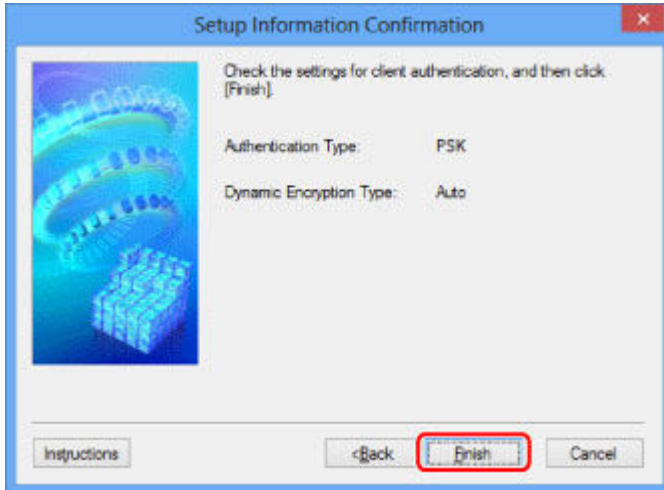 Setup Information Confirmation
Check the settings for client authentication, and then click
[Finish].
Authentication Type: PSK
Dynamic Encryption Type: Auto
Instructions <Back Finish Cancel